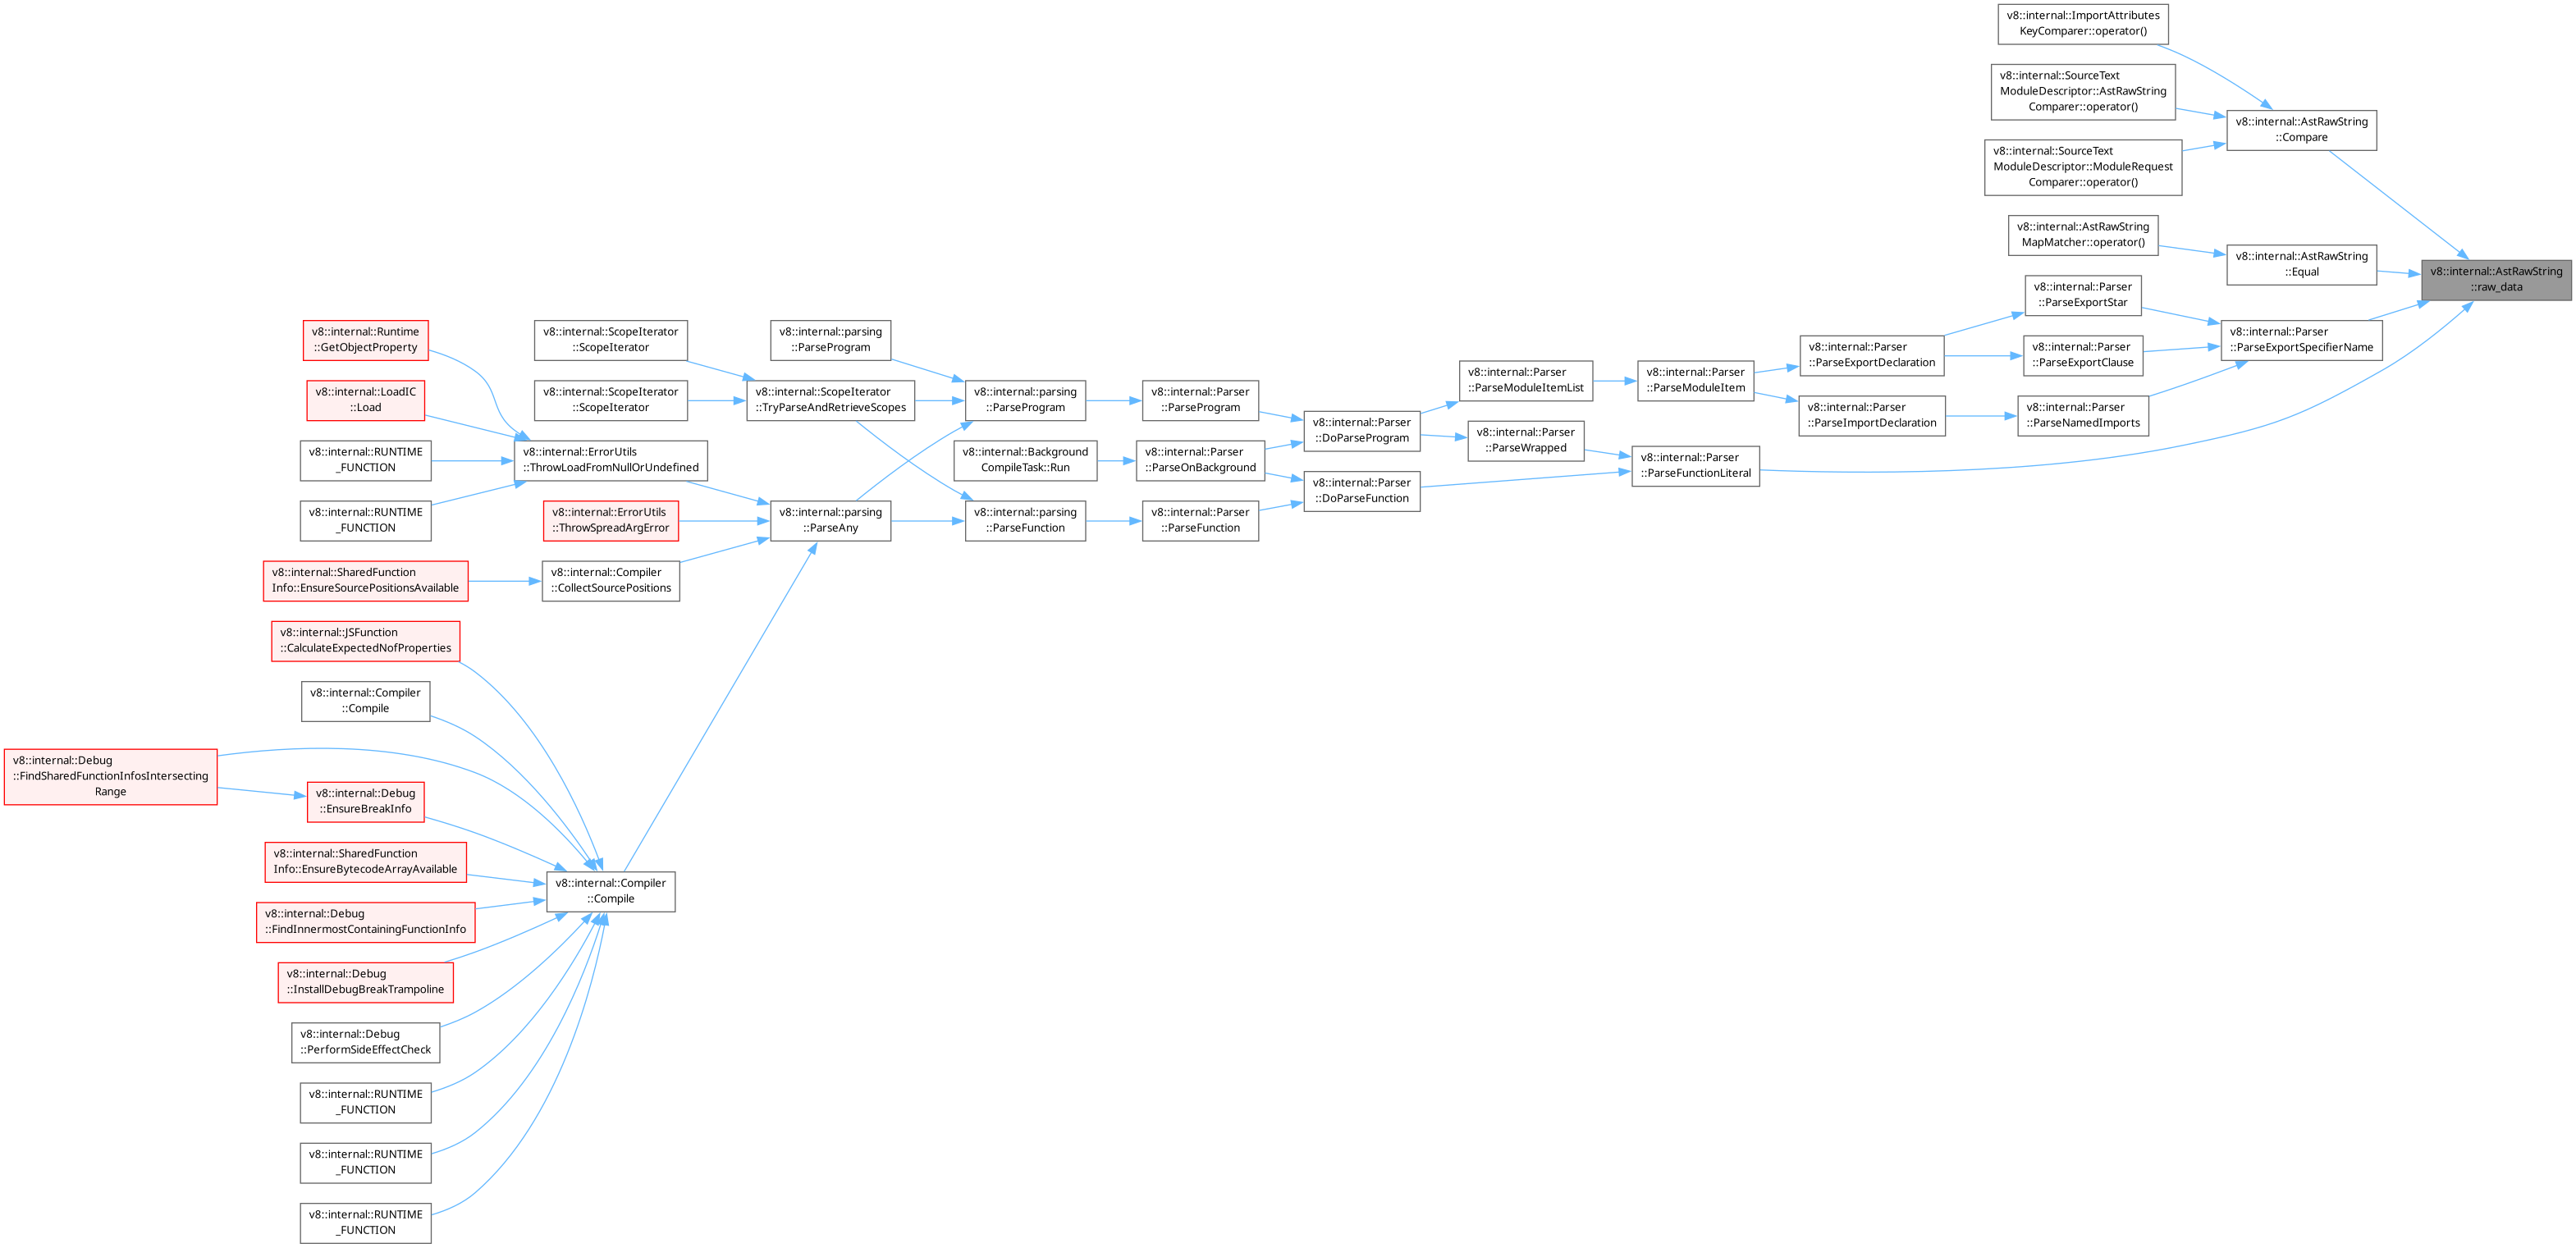 v8::internal::ImportAttributes
KeyComparer::operator()
v8::internal::SourceText
ModuleDescriptor::AstRawString
Comparer::operator()
v8::internal::AstRawString
::Compare
v8::internal::SourceText
ModuleDescriptor::ModuleRequest
Comparer::operator()
v8::internal::AstRawString
MapMatcher::operator()
v8::internal::AstRawString
::Equal
v8::internal::AstRawString
::raw_data
v8::internal::Parser
::ParseExportStar
v8::internal::Parser
::ParseExportSpecifierName
v8::internal::Parser
::ParseExportClause
v8::internal::Parser
::ParseExportDeclaration
v8::internal::Parser
::ParseNamedImports
v8::internal::Parser
::ParseImportDeclaration
v8::internal::Parser
::ParseModuleItem
v8::internal::Parser
::ParseModuleItemList
v8::internal::Parser
::ParseFunctionLiteral
v8::internal::Parser
::ParseWrapped
v8::internal::Parser
::DoParseProgram
v8::internal::Parser
::DoParseFunction
v8::internal::Parser
::ParseProgram
v8::internal::Parser
::ParseOnBackground
v8::internal::Parser
::ParseFunction
v8::internal::parsing
::ParseProgram
v8::internal::Background
CompileTask::Run
v8::internal::parsing
::ParseFunction
v8::internal::parsing
::ParseProgram
v8::internal::ScopeIterator
::TryParseAndRetrieveScopes
v8::internal::parsing
::ParseAny
v8::internal::ScopeIterator
::ScopeIterator
v8::internal::ScopeIterator
::ScopeIterator
v8::internal::ErrorUtils
::ThrowLoadFromNullOrUndefined
v8::internal::ErrorUtils
::ThrowSpreadArgError
v8::internal::Compiler
::CollectSourcePositions
v8::internal::Runtime
::GetObjectProperty
v8::internal::LoadIC
::Load
v8::internal::RUNTIME
_FUNCTION
v8::internal::RUNTIME
_FUNCTION
v8::internal::SharedFunction
Info::EnsureSourcePositionsAvailable
v8::internal::JSFunction
::CalculateExpectedNofProperties
v8::internal::Compiler
::Compile
v8::internal::Debug
::FindSharedFunctionInfosIntersecting
Range
v8::internal::Debug
::EnsureBreakInfo
v8::internal::SharedFunction
Info::EnsureBytecodeArrayAvailable
v8::internal::Compiler
::Compile
v8::internal::Debug
::FindInnermostContainingFunctionInfo
v8::internal::Debug
::InstallDebugBreakTrampoline
v8::internal::Debug
::PerformSideEffectCheck
v8::internal::RUNTIME
_FUNCTION
v8::internal::RUNTIME
_FUNCTION
v8::internal::RUNTIME
_FUNCTION